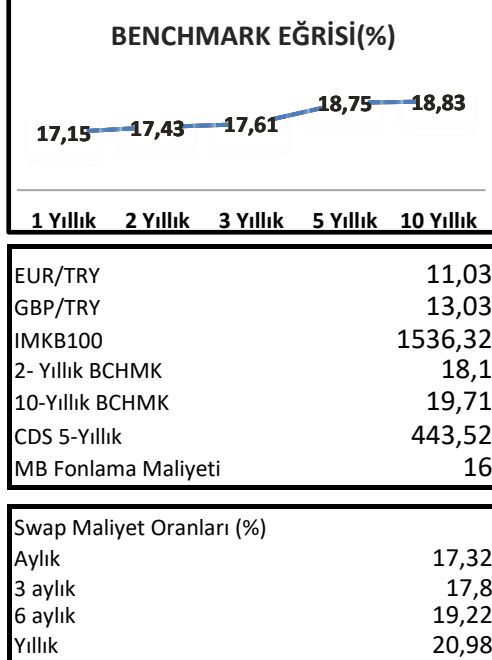 BENCHMARK EĞRİSİ(%)
17,15 17,43 17,61 18,75 18,83
1 Yıllık 2 Yıllık 3 Yıllık 5 Yıllık 10 Yıllık
EUR/TRY 11,03
GBP/TRY 13,03
IMKB100 1536,32
2- Yıllık BCHMK 18,1
10-Yıllık BCHMK 19,71
CDS 5-Yıllık 443,52
MB Fonlama Maliyeti 16
Swap Maliyet Oranları (%)
Aylık 17,32
3 aylık 17,8
6 aylık 19,22
Yıllık 20,98